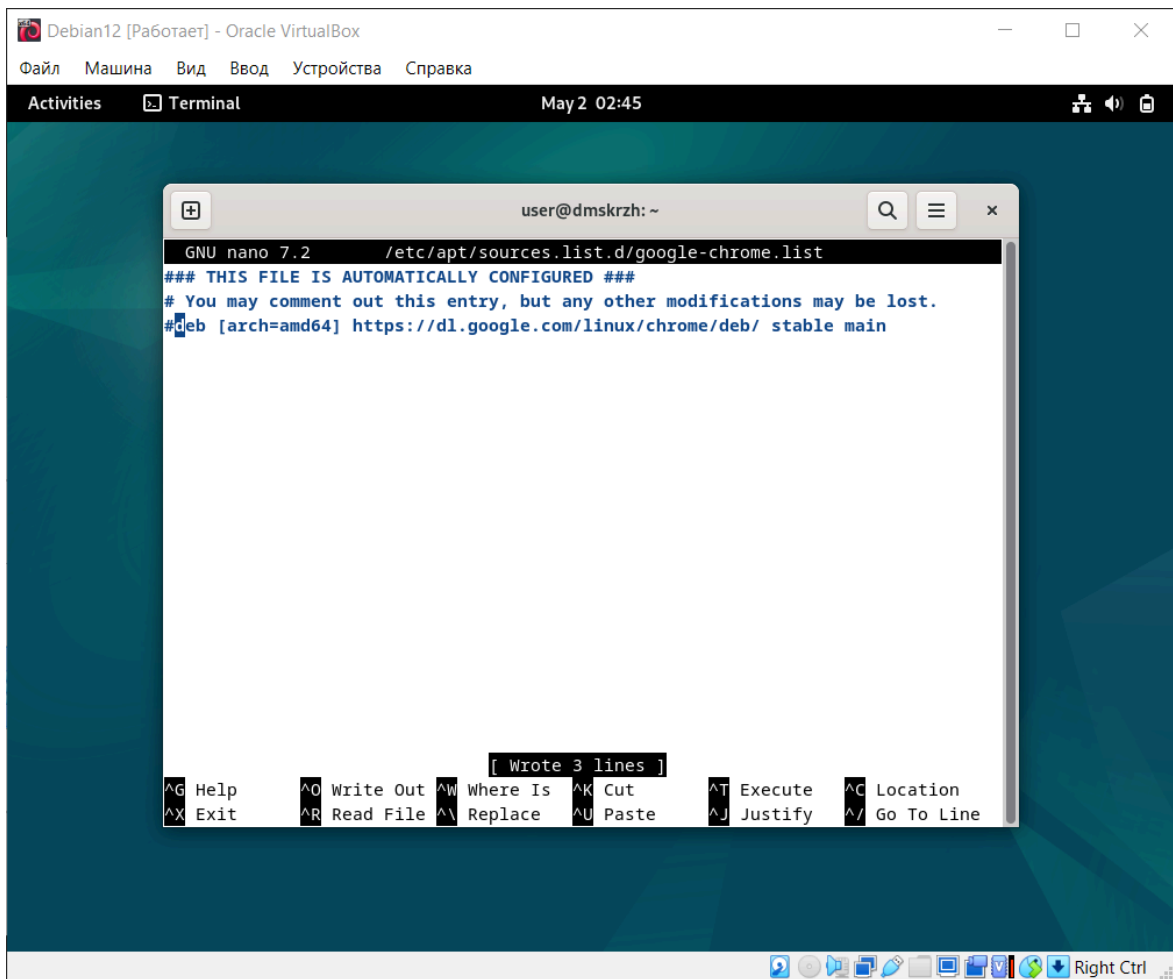 Debian12 [Работает] - Oracle VirtualBox
Файл Машина Вид Ввод Устройства Справка
Activities Terminal May 2 02:45
user@dmskrzh: ~
GNU nano 7.2 /etc/apt/sources.list.d/google-chrome.list
### THIS FILE IS AUTOMATICALLY CONFIGURED ###
# You may comment out this entry, but any other modifications may be lost.
#deb [arch=amd64] https://dl.google.com/linux/chrome/deb/ stable main
[ Wrote 3 lines ]
^G Help ^O Write Out ^W Where Is ^K Cut ^T Execute ^C Location
^X Exit ^R Read File ^\ Replace ^U Paste ^J Justify ^/ Go To Line
Right Ctrl